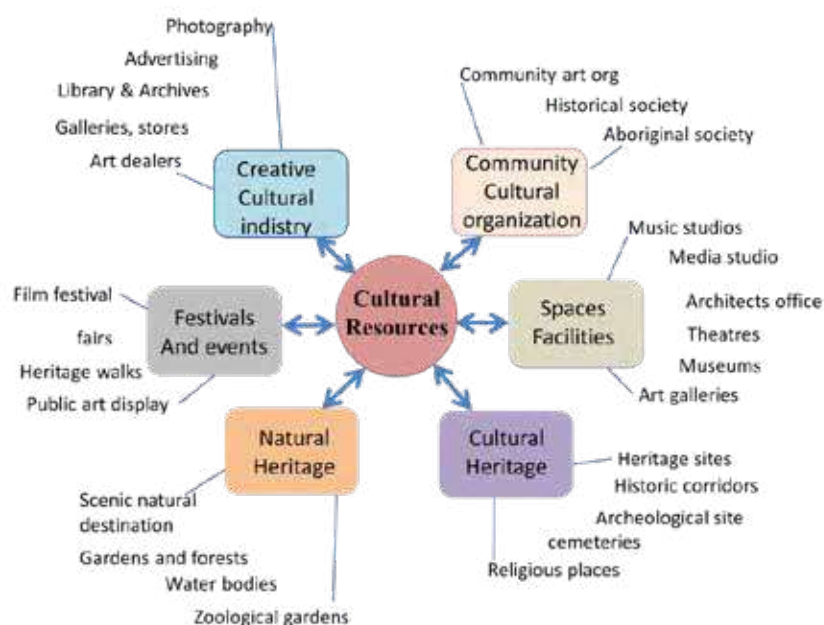 Photography
Advertising
Library & Archives
Galleries, stores
Art dealers
Creative
Cultural
indistry
Community art org
Historical society
Aboriginal society
Community
Cultural
organization
Music studios
Media studio
Architects office
Theatres
Museums
Art galleries
Spaces
Facilities
Cultural
Resources
Film festival
fairs
Heritage walks
Public art display
Festivals
And events
Natural
Heritage
Scenic natural
destination
Gardens and forests
Water bodies
Zoological gardens
Cultural
Heritage
Heritage sites
Historic corridors
Archeological site
cemeteries
Religious places